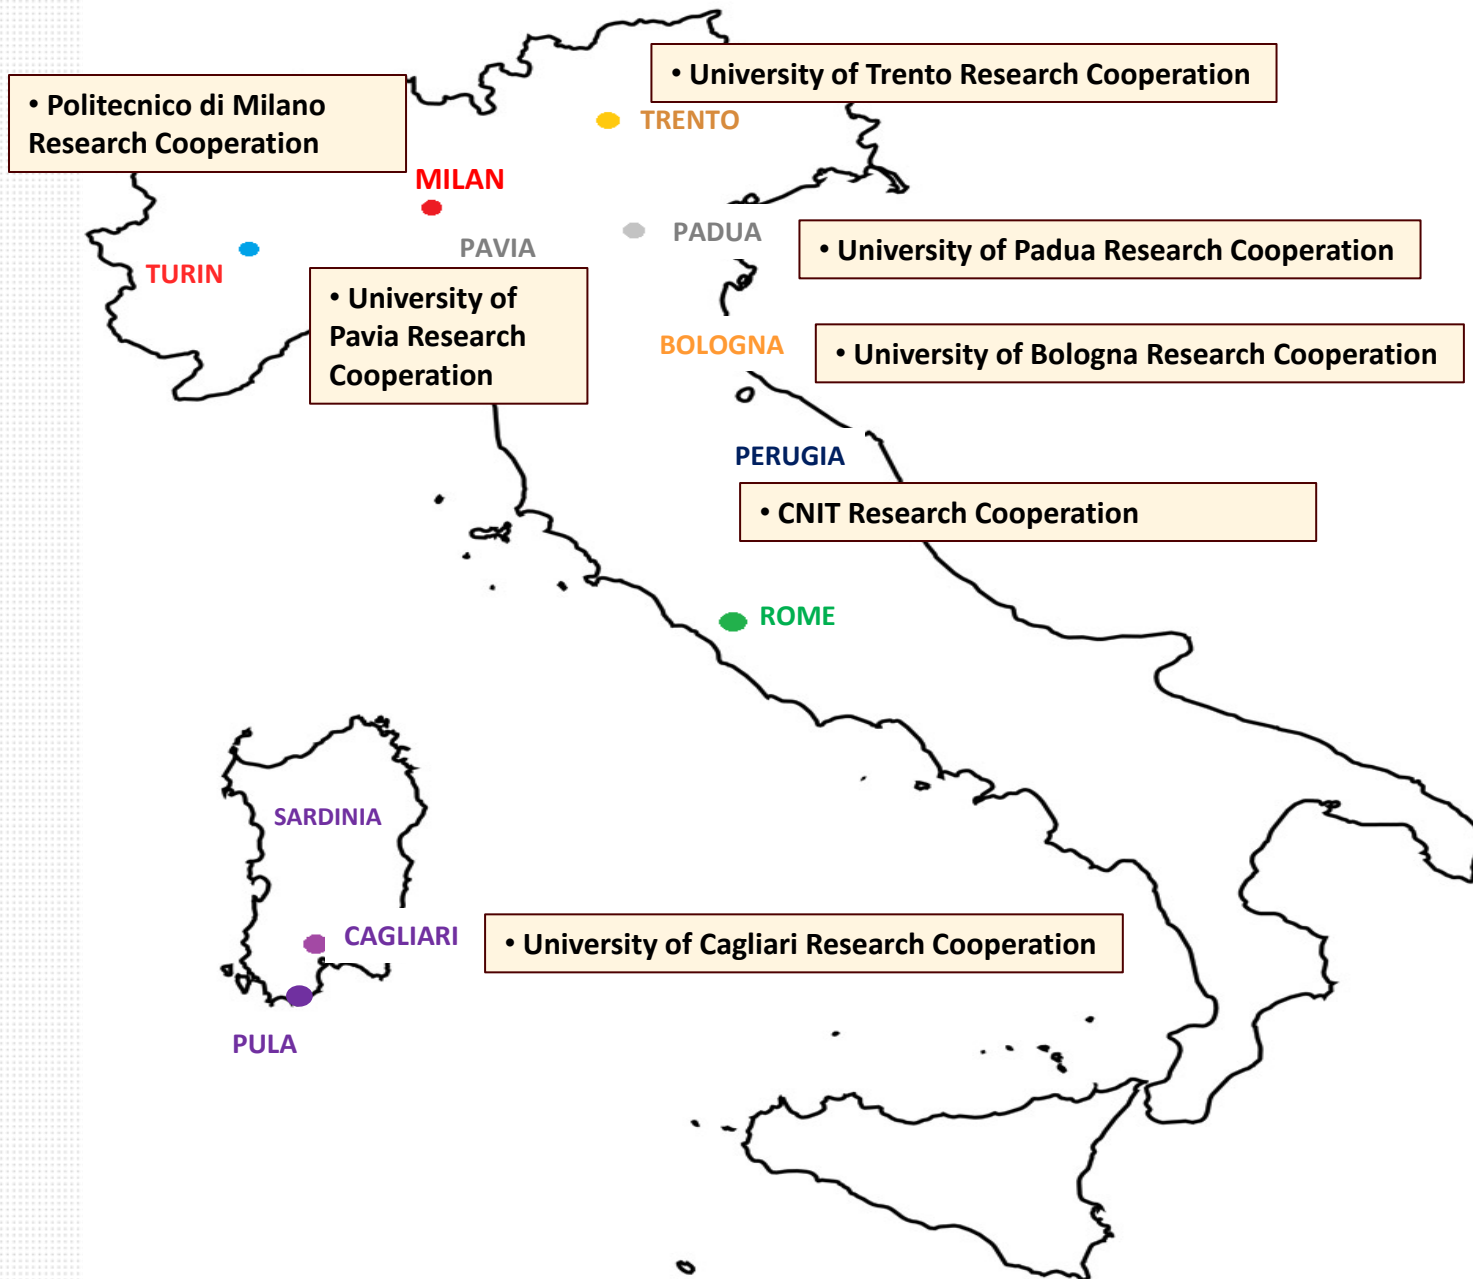 • University of Trento Research Cooperation
• Politecnico di Milano
Research Cooperation
TRENTO
MILAN
PADUA
PAVIA
• University of Padua Research Cooperation
TURIN
• University of
Pavia Research
Cooperation
BOLOGNA
• University of Bologna Research Cooperation
PERUGIA
• CNIT Research Cooperation
ROME
SARDINIA
CAGLIARI
• University of Cagliari Research Cooperation
PULA